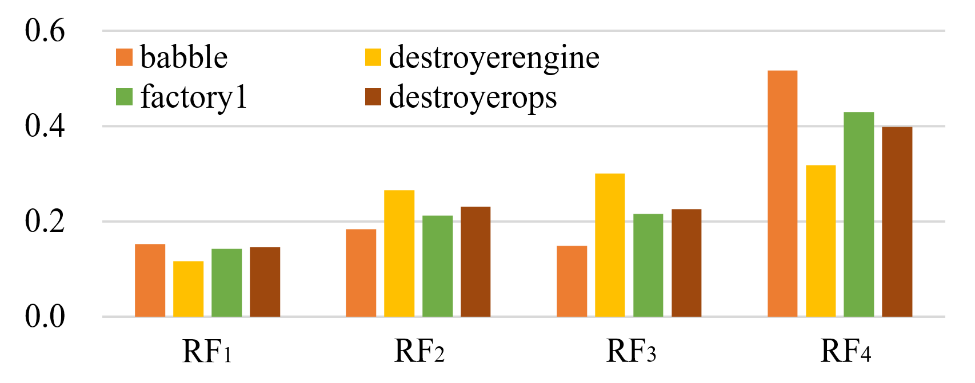 0.6
babble destroyerengine
factory1 destroyerops
0.4
0.2
0.0
RF1 RF2 RF3 RF4